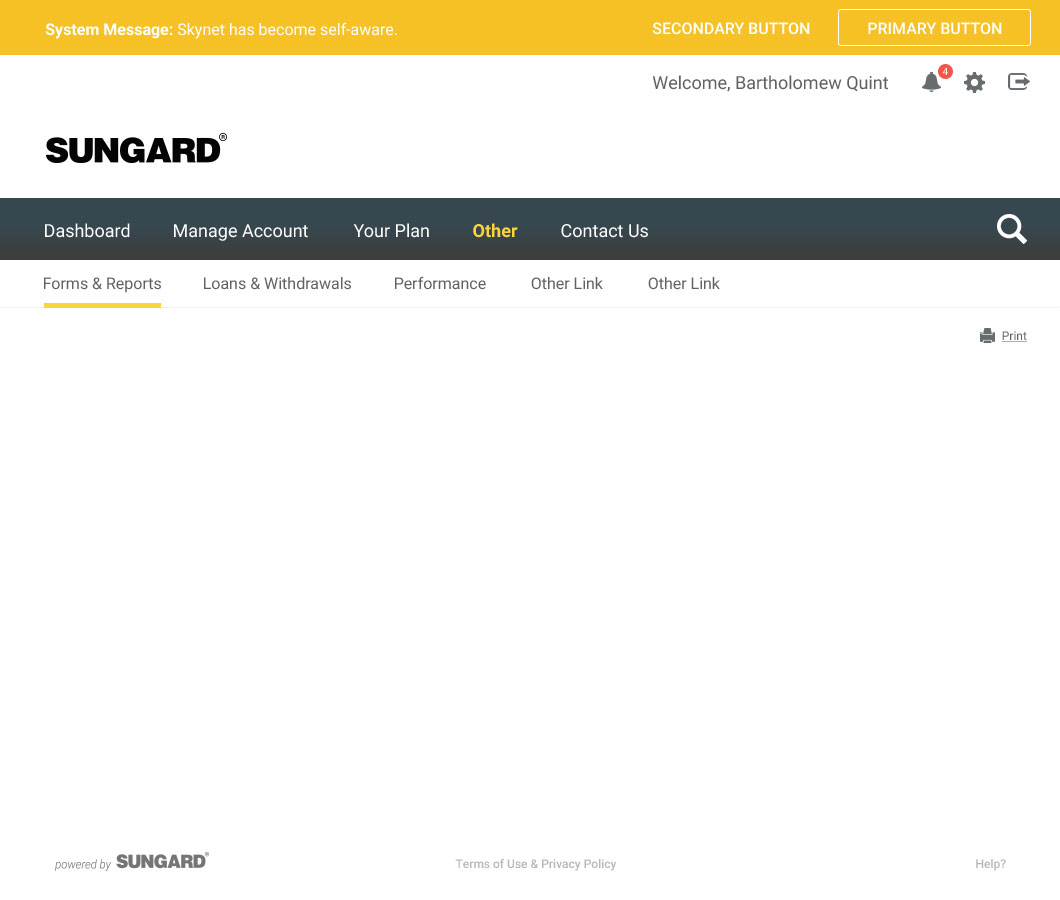 System Message: Skynet has become self-aware.
SECONDARY BUTTON
PRIMARY BUTTON
Welcome, Bartholomew Quint
4
SUNGARD®
Dashboard
Manage Account
Your Plan
Other
Contact Us
Forms & Reports
Loans & Withdrawals
Performance
Other Link
Other Link
Print
powered by SUNGARD®
Terms of Use & Privacy Policy
Help?